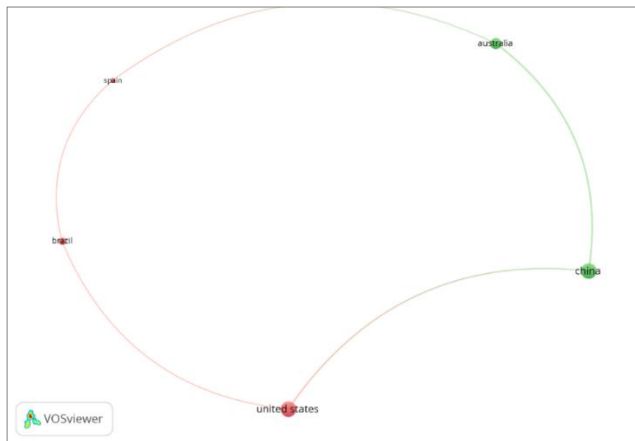 australia
spain
brazil
china
united states
VOSviewer